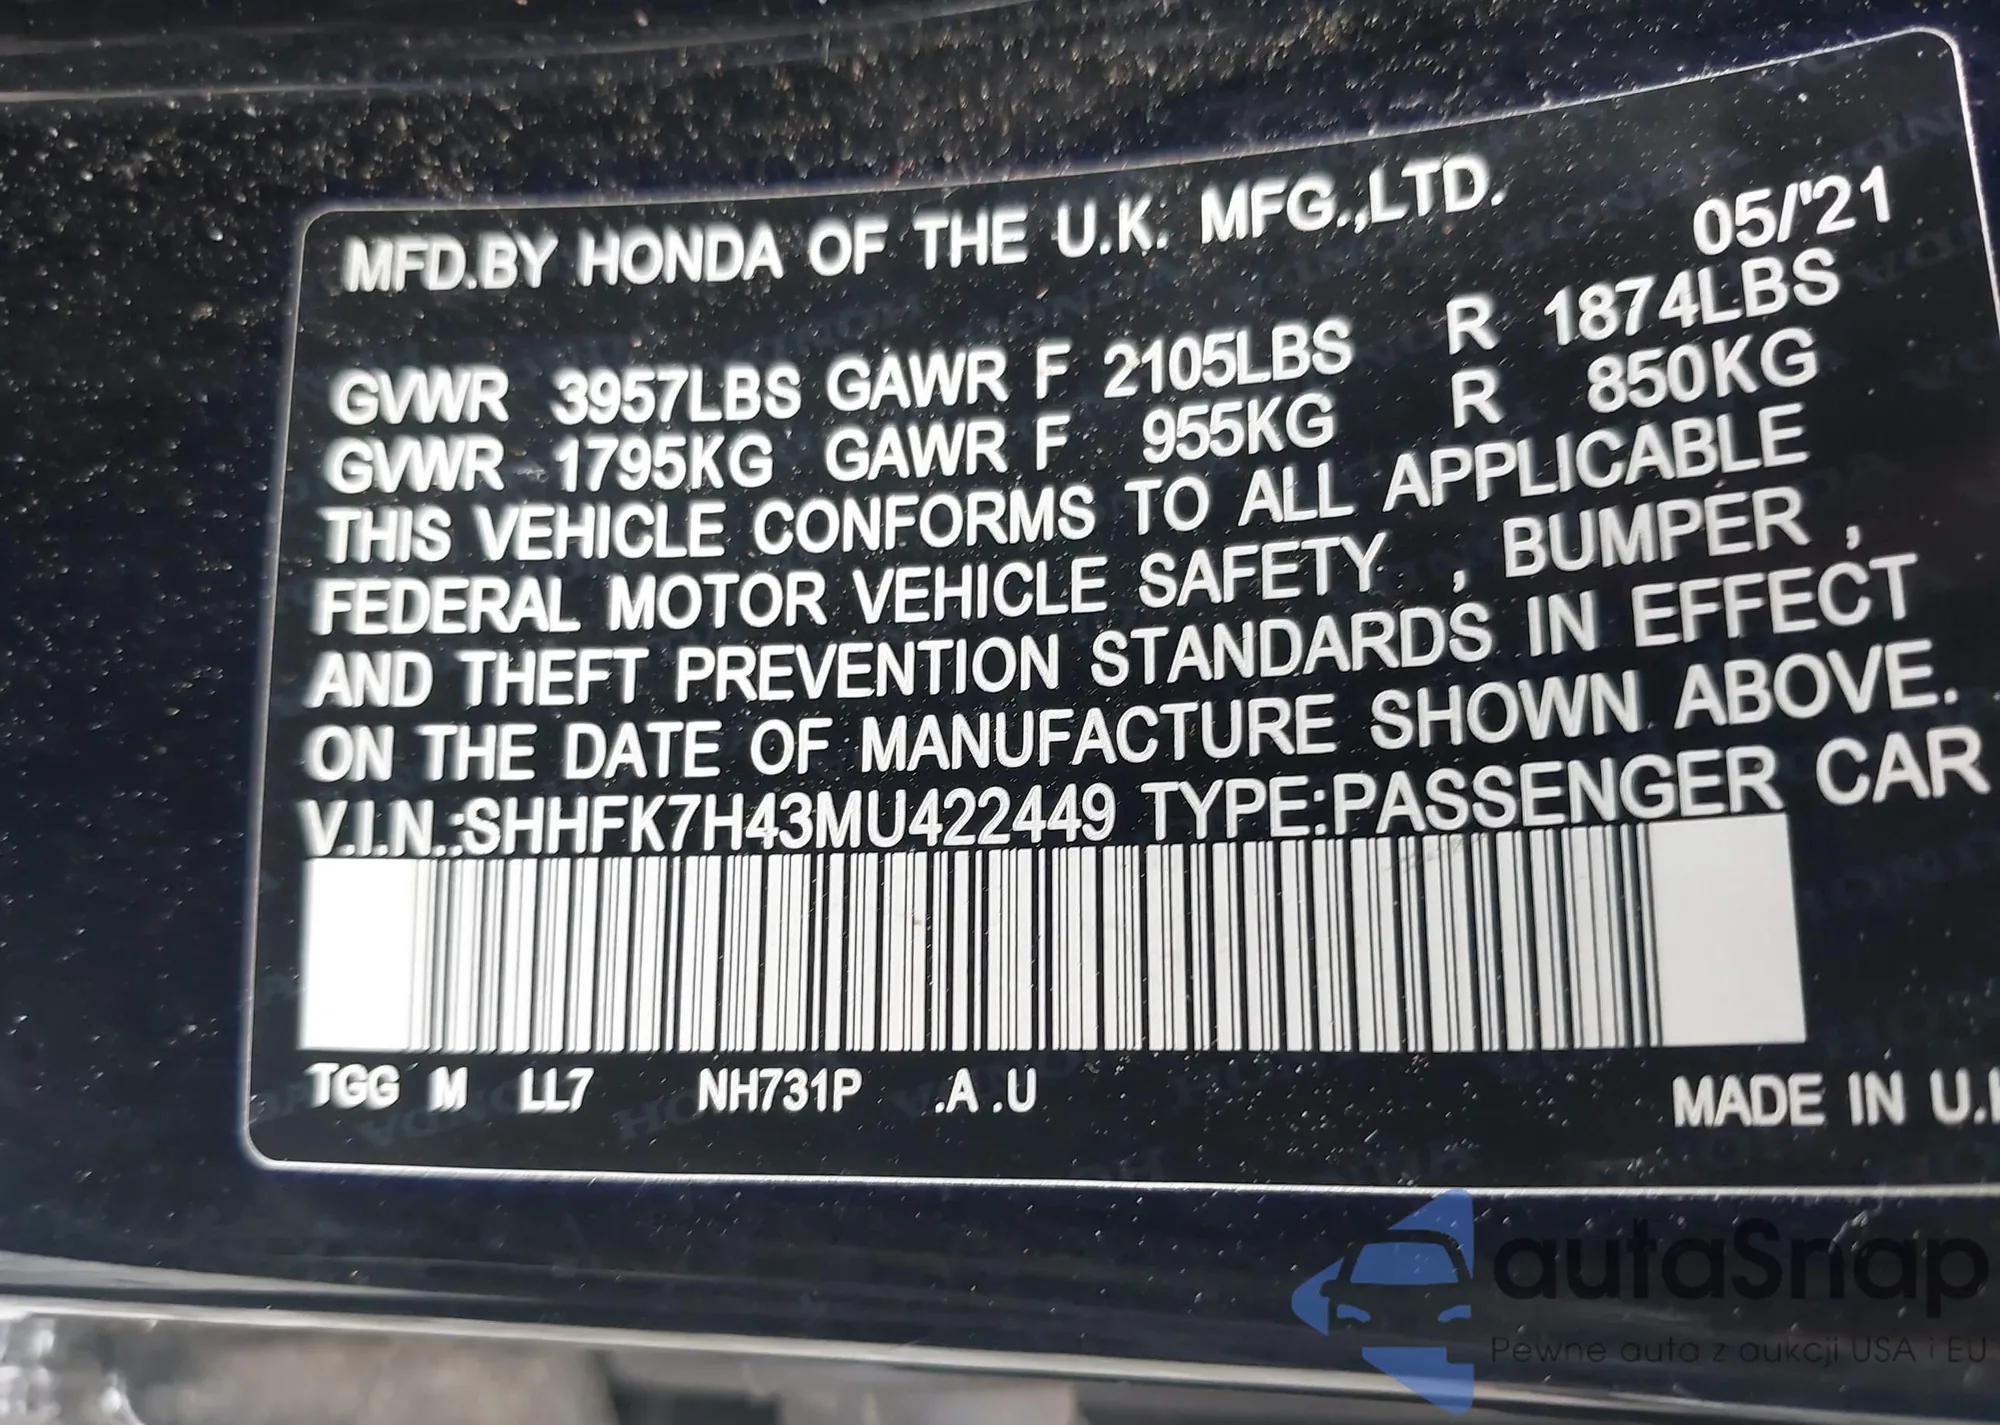 MFD.BY HONDA OF THE U.K. MFG.,LTD.
05/'21
GVWR 3957LBS GAWR F 2105LBS R 1874LBS
GVWR 1795KG GAWR F 955KG R 850KG
THIS VEHICLE CONFORMS TO ALL APPLICABLE
FEDERAL MOTOR VEHICLE SAFETY , BUMPER ,
AND THEFT PREVENTION STANDARDS IN EFFECT
ON THE DATE OF MANUFACTURE SHOWN ABOVE.
V.I.N.:SHHFK7H43MU422449 TYPE:PASSENGER CAR
TGG M LL7 NH731P .A .U MADE IN U.
autaSnap
Pewne auta z aukcji USA i EU